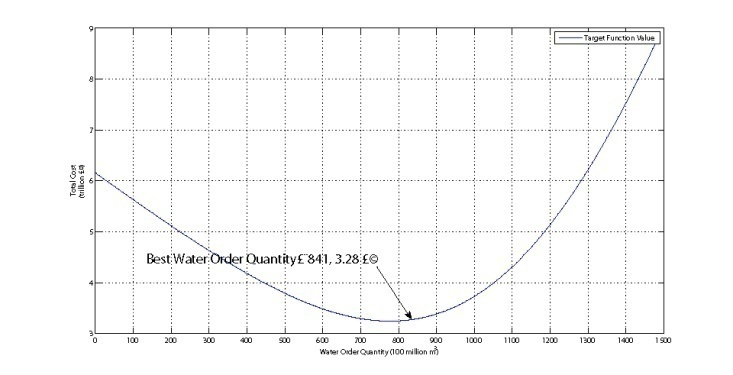 9
8
7
6
5
4
3
Total Cost
(trillion £¤)
Target Function Value
Best Water Order Quantity£¨841, 3.28£©
0 100 200 300 400 500 600 700 800 900 1000 1100 1200 1300 1400 1500
Water Order Quantity (100 million m³)